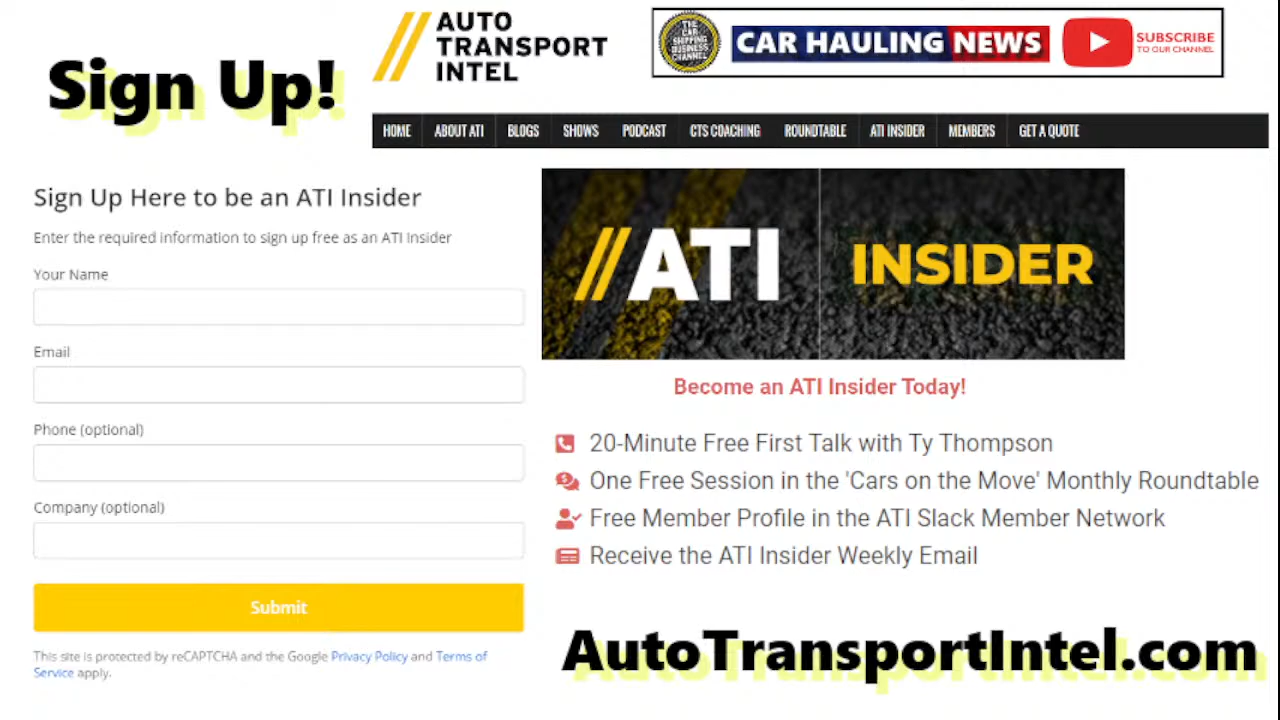 Sign Up!
AUTO
TRANSPORT
INTEL
THE
CAR
SHIPPING
BUSINESS
CHANNEL
CAR HAULING NEWS
SUBSCRIBE
TO OUR CHANNEL
HOME ABOUT ATI BLOGS SHOWS PODCAST CTS COACHING ROUNDTABLE ATI INSIDER MEMBERS GET A QUOTE
Sign Up Here to be an ATI Insider
Enter the required information to sign up free as an ATI Insider
Your Name
Email
Phone (optional)
Company (optional)
Submit
This site is protected by reCAPTCHA and the Google Privacy Policy and Terms of
Service apply.
//ATI INSIDER
Become an ATI Insider Today!
20-Minute Free First Talk with Ty Thompson
One Free Session in the 'Cars on the Move' Monthly Roundtable
Free Member Profile in the ATI Slack Member Network
Receive the ATI Insider Weekly Email
AutoTransportIntel.com